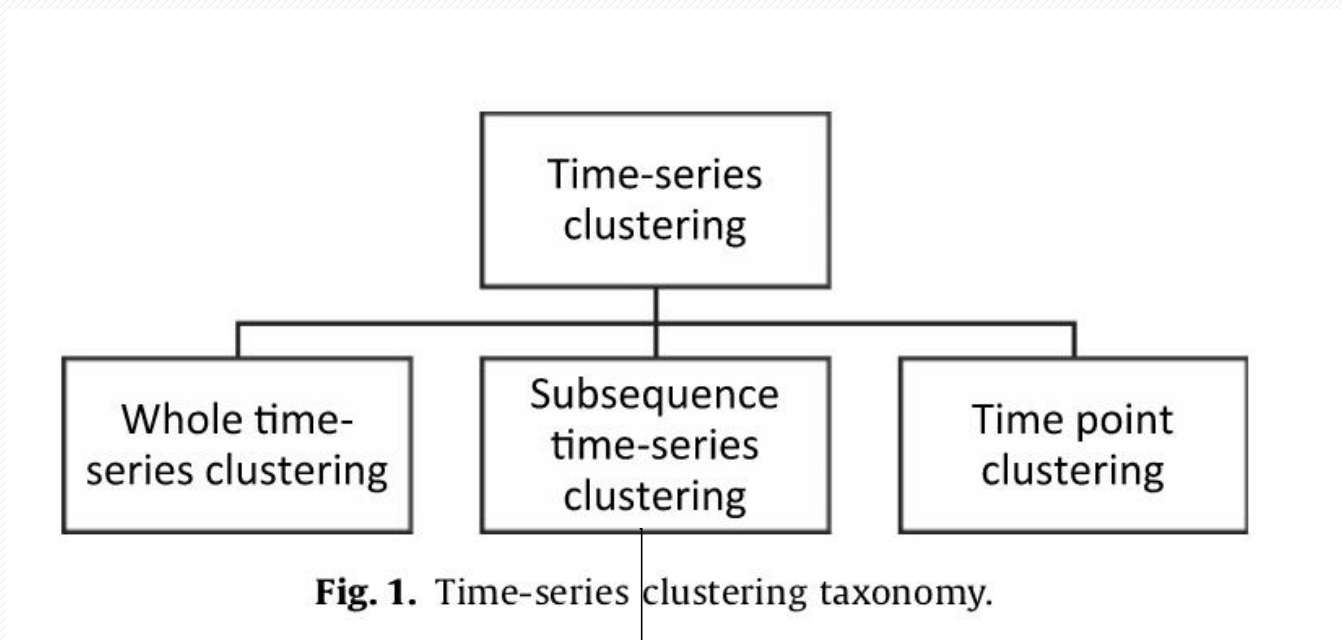 Time-series
clustering
Whole time-
series clustering
Subsequence
time-series
clustering
Time point
clustering
Fig. 1. Time-series clustering taxonomy.